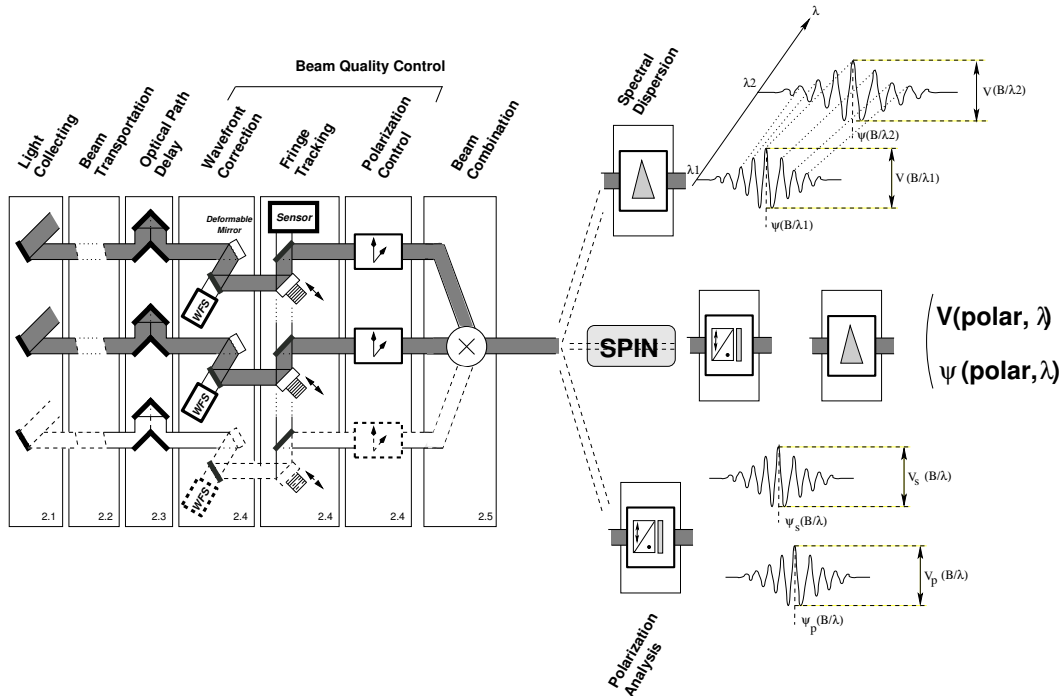 Beam Quality Control
Light
Collecting
Beam
Transportation
Optical Path
Delay
Wavefront
Correction
Fringe
Tracking
Polarization
Control
Beam
Combination
Spectral
Dispersion
Deformable
Mirror
Sensor
WFS
WFS
WFS
2.1
2.2
2.3
2.4
2.4
2.4
2.5
λ
λ2
V(B/λ2)
ψ(B/λ2)
λ1
V(B/λ1)
ψ(B/λ1)
SPIN
V(polar, λ)
ψ (polar,λ)
V_s (B/λ)
ψ_s(B/λ)
V_p (B/λ)
ψ_p(B/λ)
Polarization
Analysis